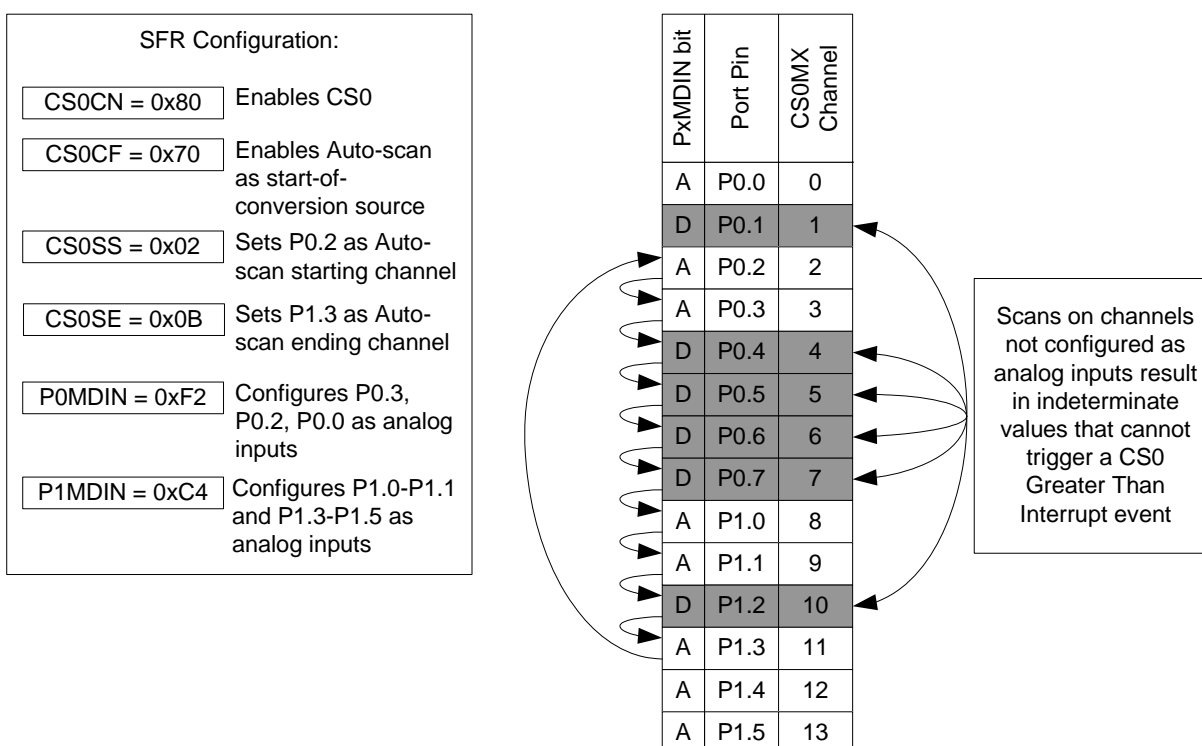 SFR Configuration:
CS0CN = 0x80
Enables CS0
CS0CF = 0x70
Enables Auto-scan
as start-of-
conversion source
CS0SS = 0x02
Sets P0.2 as Auto-
scan starting channel
CS0SE = 0x0B
Sets P1.3 as Auto-
scan ending channel
P0MDIN = 0xF2
Configures P0.3,
P0.2, P0.0 as analog
inputs
P1MDIN = 0xC4
Configures P1.0-P1.1
and P1.3-P1.5 as
analog inputs
PxMDIN bit
Port Pin
CS0MX
Channel
A P0.0 0
D P0.1 1
A P0.2 2
A P0.3 3
D P0.4 4
D P0.5 5
D P0.6 6
D P0.7 7
A P1.0 8
A P1.1 9
D P1.2 10
A P1.3 11
A P1.4 12
A P1.5 13
Scans on channels
not configured as
analog inputs result
in indeterminate
values that cannot
trigger a CS0
Greater Than
Interrupt event